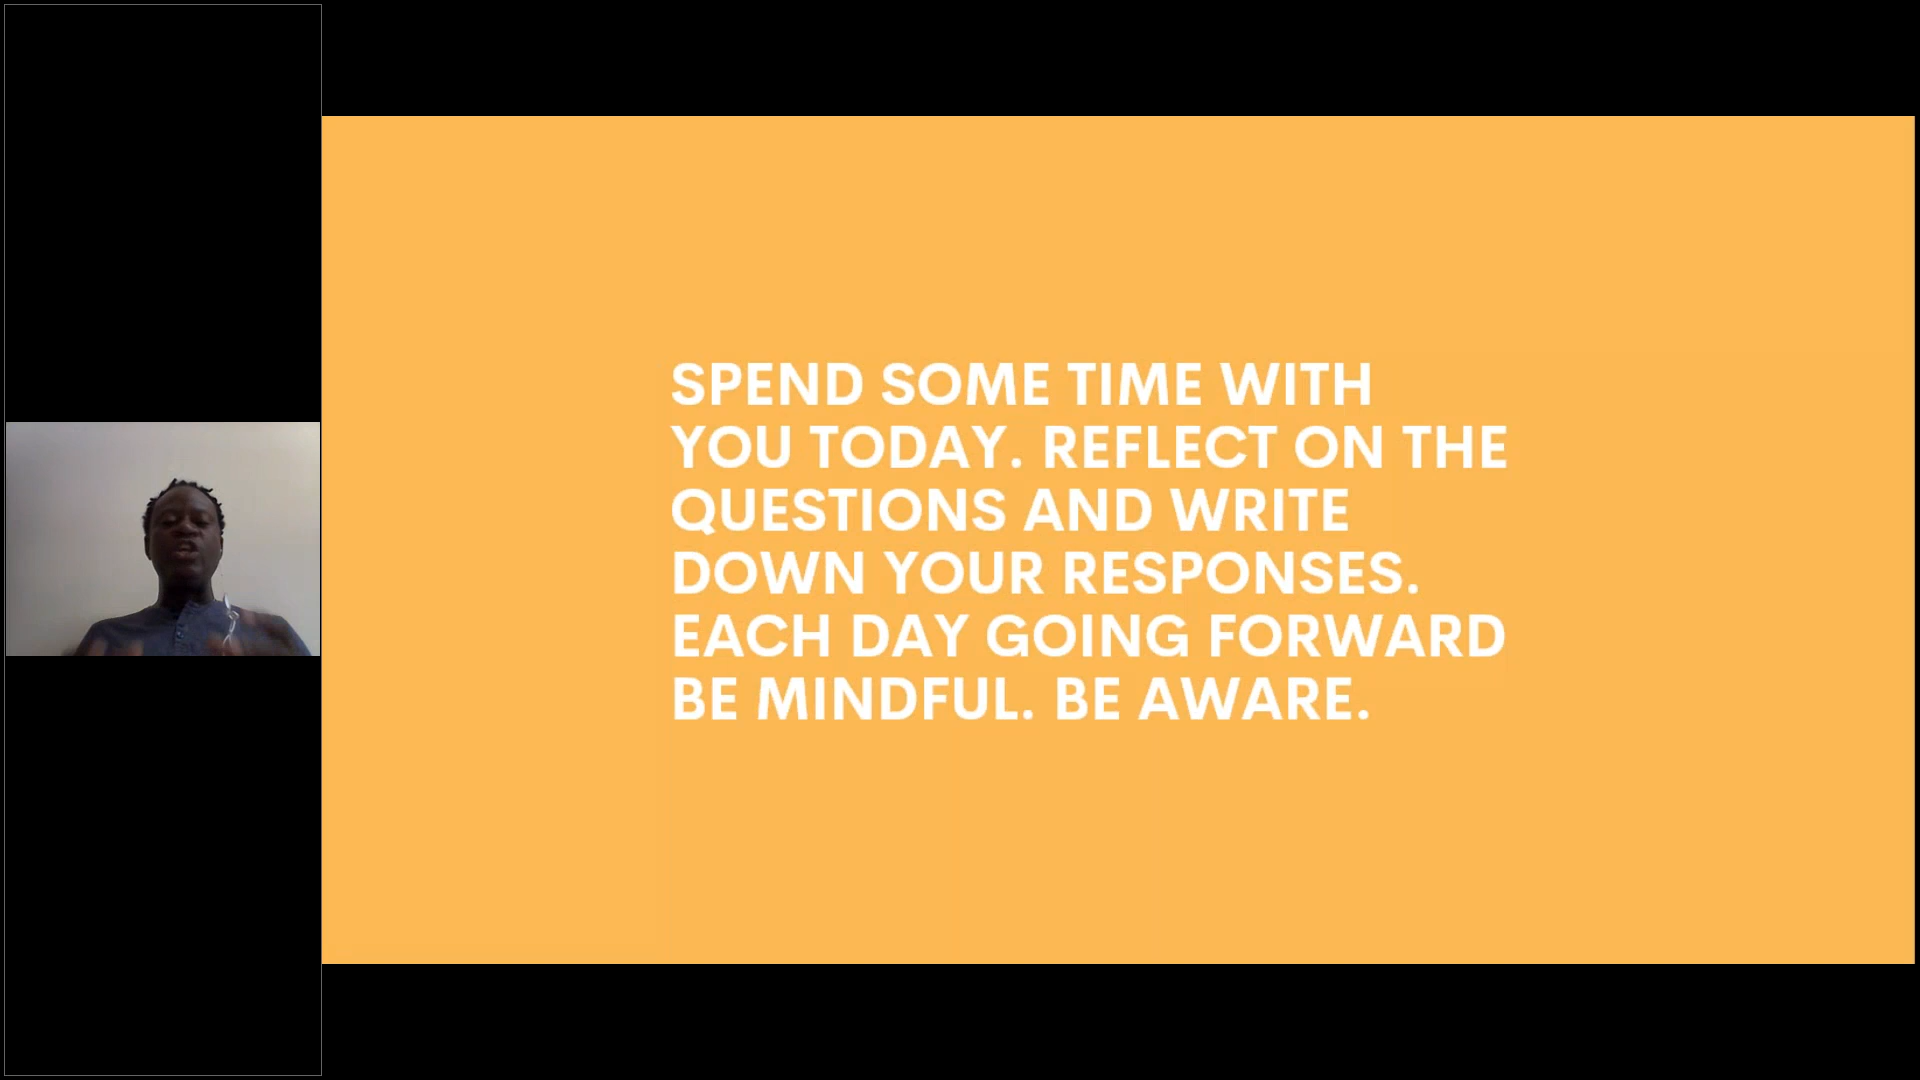 SPEND SOME TIME WITH
YOU TODAY. REFLECT ON THE
QUESTIONS AND WRITE
DOWN YOUR RESPONSES.
EACH DAY GOING FORWARD
BE MINDFUL. BE AWARE.